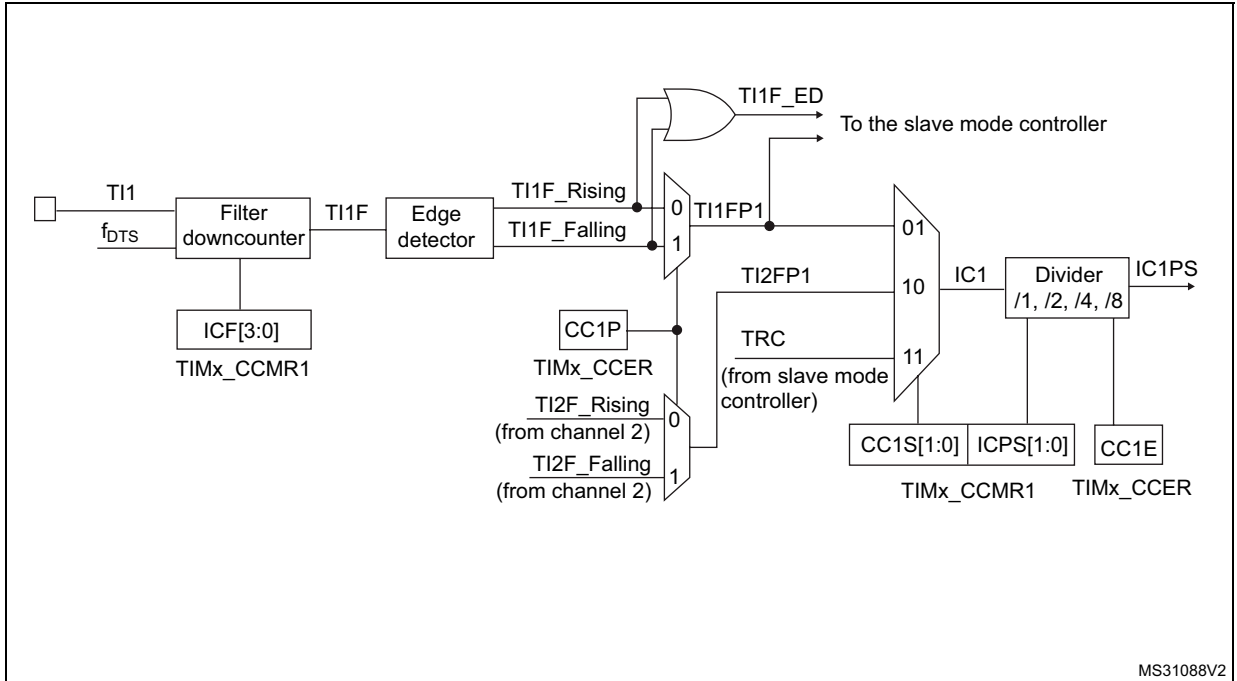 TI1F_ED
To the slave mode controller
TI1
f_DTS
Filter
downcounter
TI1F
Edge
detector
TI1F_Rising
TI1F_Falling
0
1
TI1FP1
01
TI2FP1
10
IC1
Divider
/1, /2, /4, /8
IC1PS
ICF[3:0]
TIMx_CCMR1
CC1P
TIMx_CCER
TRC
11
(from slave mode
controller)
TI2F_Rising
0
(from channel 2)
TI2F_Falling
1
(from channel 2)
CC1S[1:0]
ICPS[1:0]
CC1E
TIMx_CCMR1
TIMx_CCER
MS31088V2